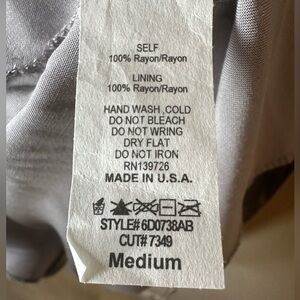 SELF
100% Rayon/Rayon
LINING
100% Rayon/Rayon
HAND WASH ,COLD
DO NOT BLEACH
DO NOT WRING
DRY FLAT
DO NOT IRON
RN139726
MADE IN U.S.A.
STYLE#6D0738AB
CUT#7349
Medium